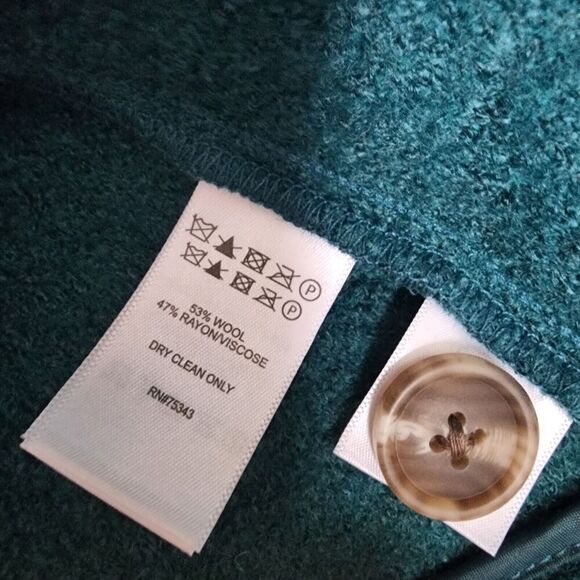 P
P
53% WOOL
47% RAYON/VISCOSE
DRY CLEAN ONLY
RN#75343